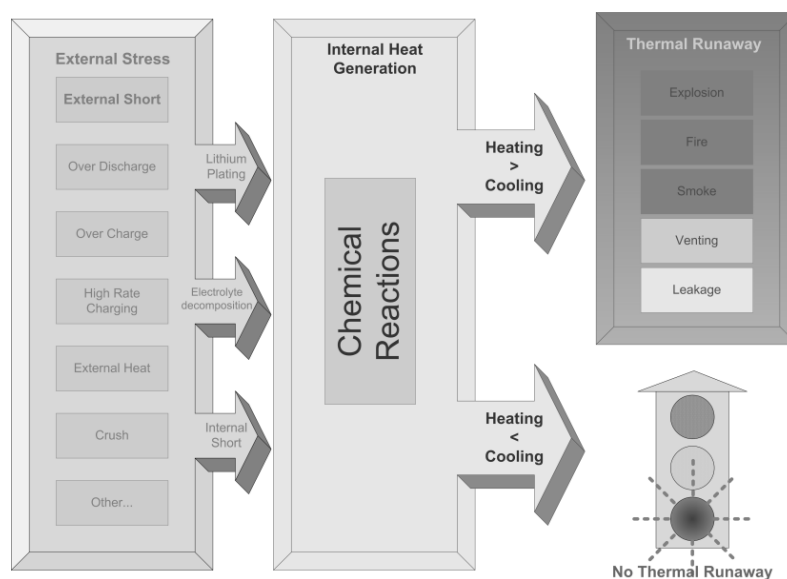 External Stress
External Short
Over Discharge
Over Charge
High Rate
Charging
External Heat
Crush
Other...
Lithium
Plating
Electrolyte
decomposition
Internal
Short
Internal Heat
Generation
Chemical
Reactions
Heating
>
Cooling
Heating
<
Cooling
Thermal Runaway
Explosion
Fire
Smoke
Venting
Leakage
No Thermal Runaway